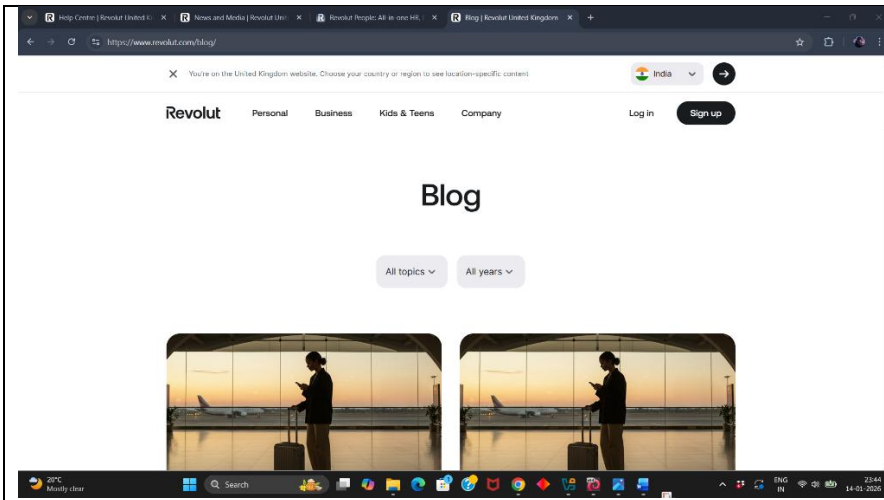 Help Centre | Revolut United Ki
News and Media | Revolut Unit
Revolut People: All-in-one HR,
Blog | Revolut United Kingdom
https://www.revolut.com/blog/
You're on the United Kingdom website. Choose your country or region to see location-specific content
India
Revolut
Personal
Business
Kids & Teens
Company
Log in
Sign up
Blog
All topics
All years
20°C
Mostly clear
Search
ENG
IN
23:44
14-01-2026